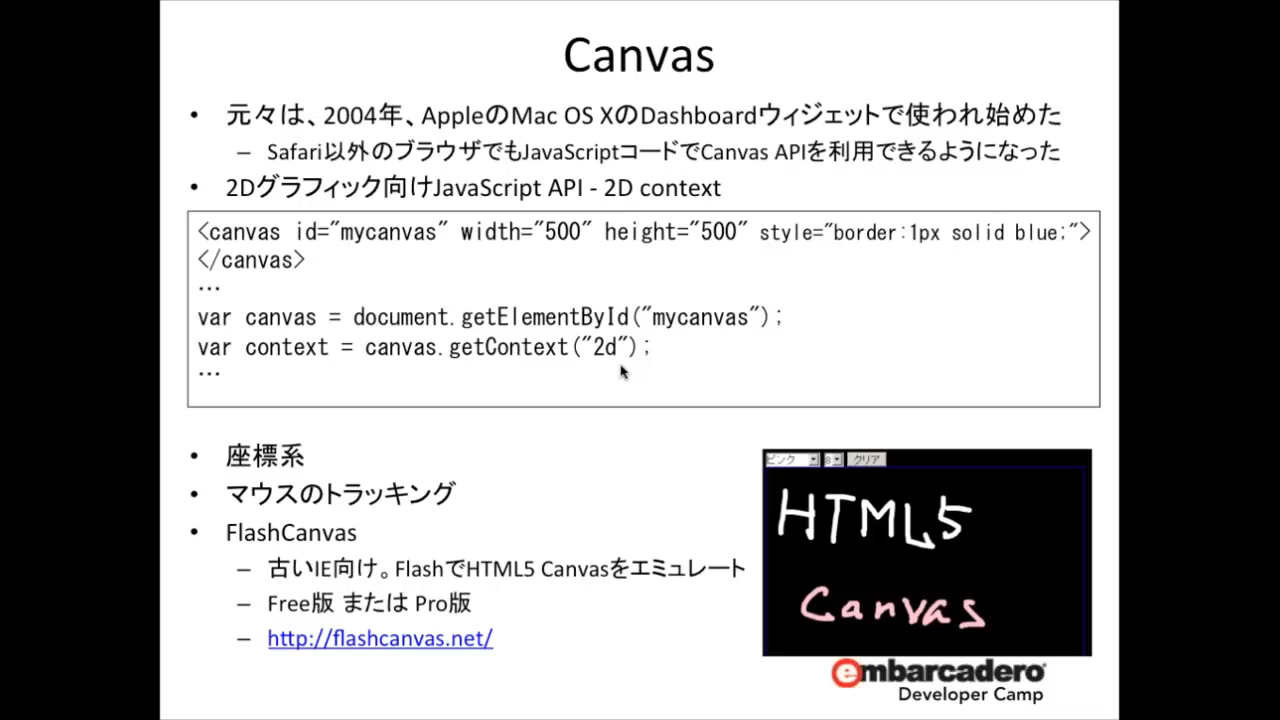 Canvas
• 元々は、2004年、AppleのMac OS XのDashboardウィジェットで使われ始めた
– Safari以外のブラウザでもJavaScriptコードでCanvas APIを利用できるようになった
• 2Dグラフィック向けJavaScript API - 2D context
<canvas id="mycanvas" width="500" height="500" style="border:1px solid blue;">
</canvas>
…
var canvas = document.getElementById("mycanvas");
var context = canvas.getContext("2d");
…
• 座標系
• マウスのトラッキング
• FlashCanvas
– 古いIE向け。FlashでHTML5 Canvasをエミュレート
– Free版 または Pro版
– http://flashcanvas.net/
ピンク 8 クリア
HTML5
Canvas
embarcadero
Developer Camp